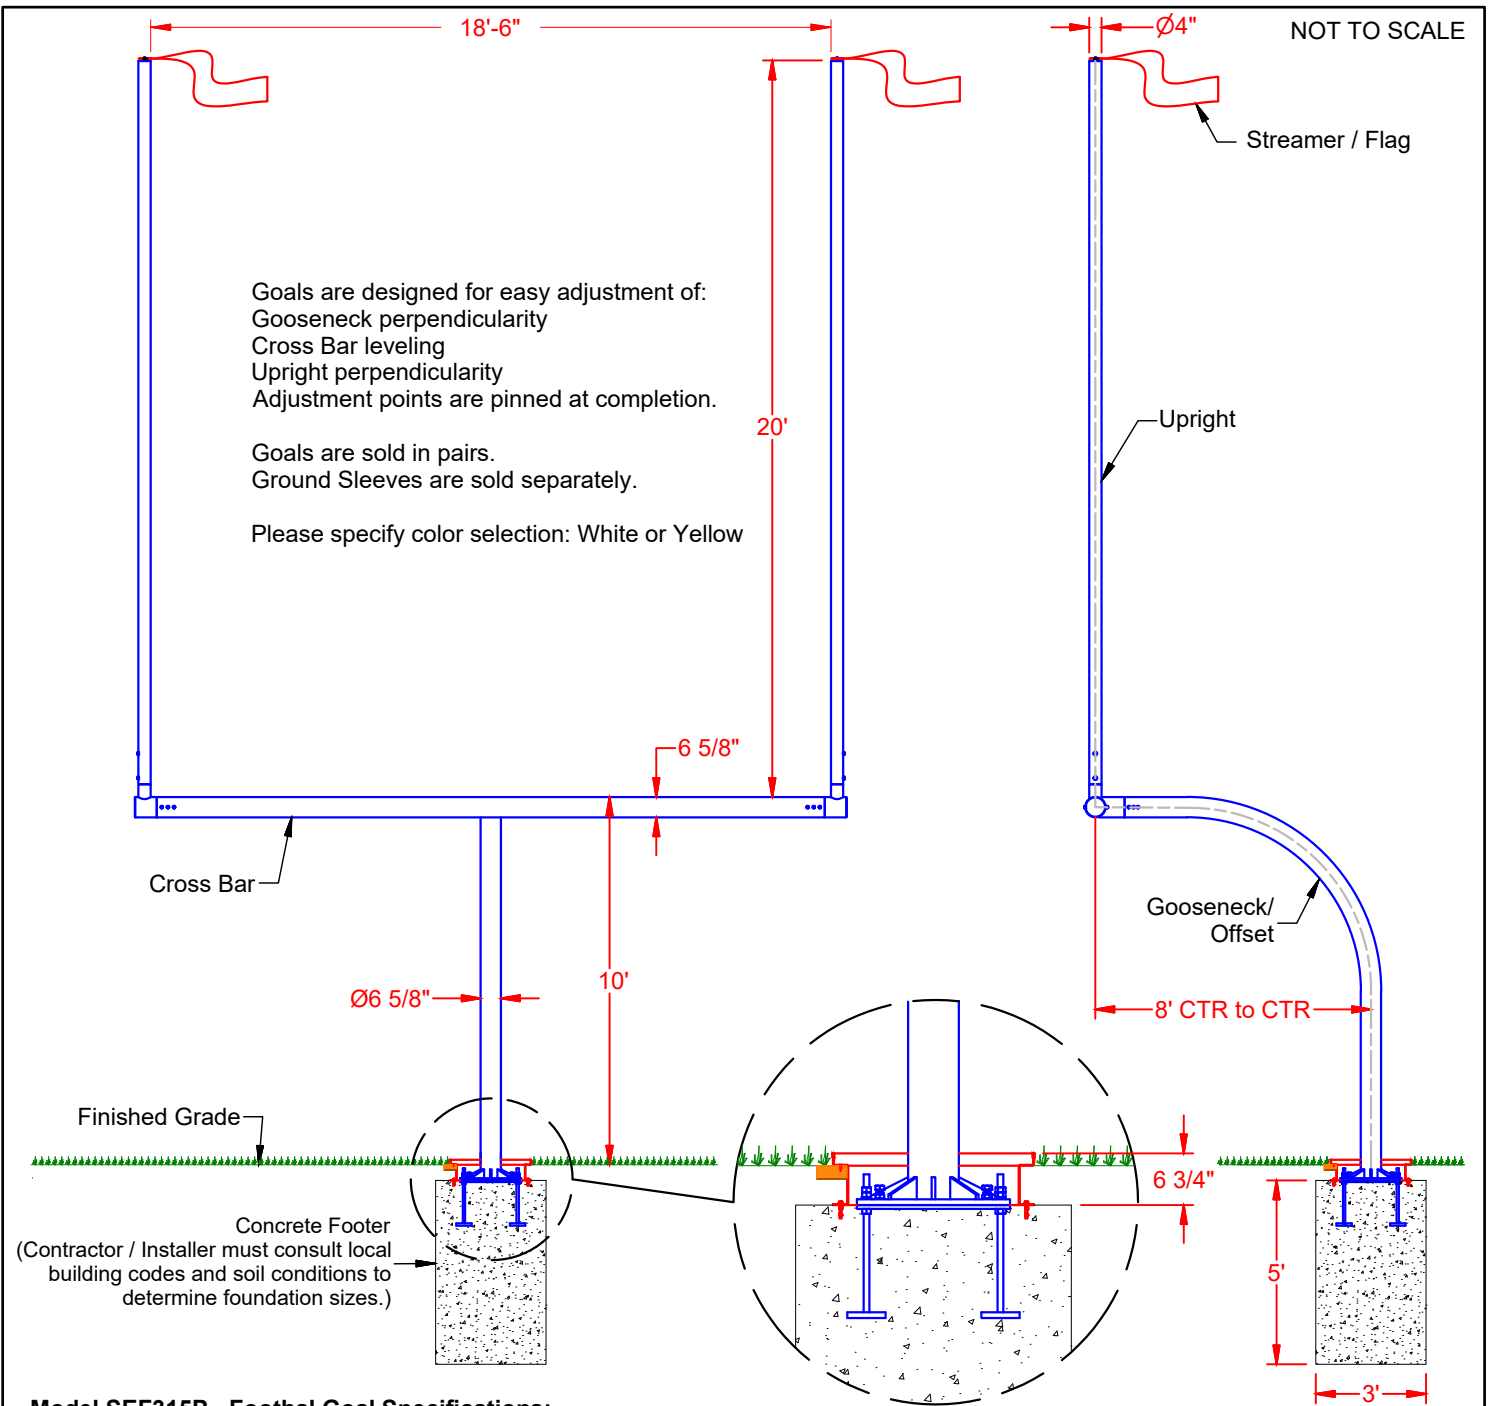 18'-6"
Ø4"
NOT TO SCALE
Streamer / Flag
Goals are designed for easy adjustment of:
Gooseneck perpendicularity
Cross Bar leveling
Upright perpendicularity
Adjustment points are pinned at completion.
Goals are sold in pairs.
Ground Sleeves are sold separately.
Please specify color selection: White or Yellow
20'
Upright
6 5/8"
Cross Bar
Gooseneck/
Offset
Ø6 5/8"
10'
8' CTR to CTR
Finished Grade
6 3/4"
Concrete Footer
(Contractor / Installer must consult local
building codes and soil conditions to
determine foundation sizes.)
5'
3'